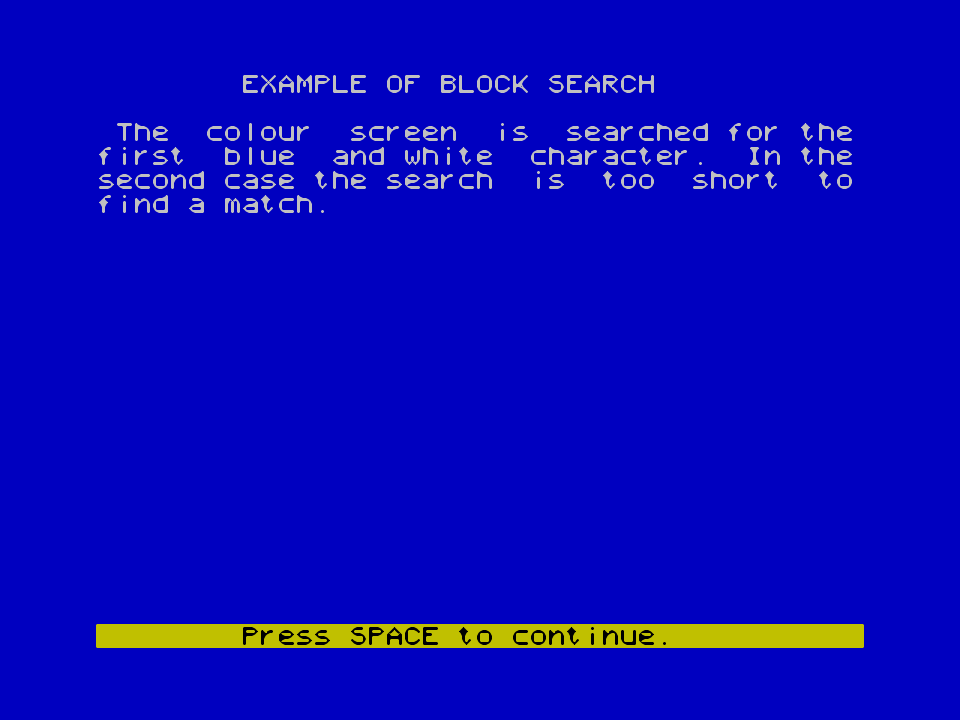 EXAMPLE OF BLOCK SEARCH
The colour screen is searched for the
first blue and white character. In the
second case the search is too short to
find a match.
Press SPACE to continue.